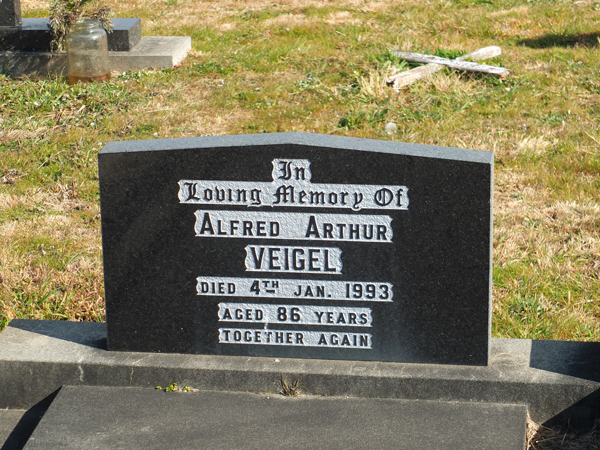 In
Loving Memory Of
ALFRED ARTHUR
VEIGEL
DIED 4TH JAN. 1993
AGED 86 YEARS
TOGETHER AGAIN